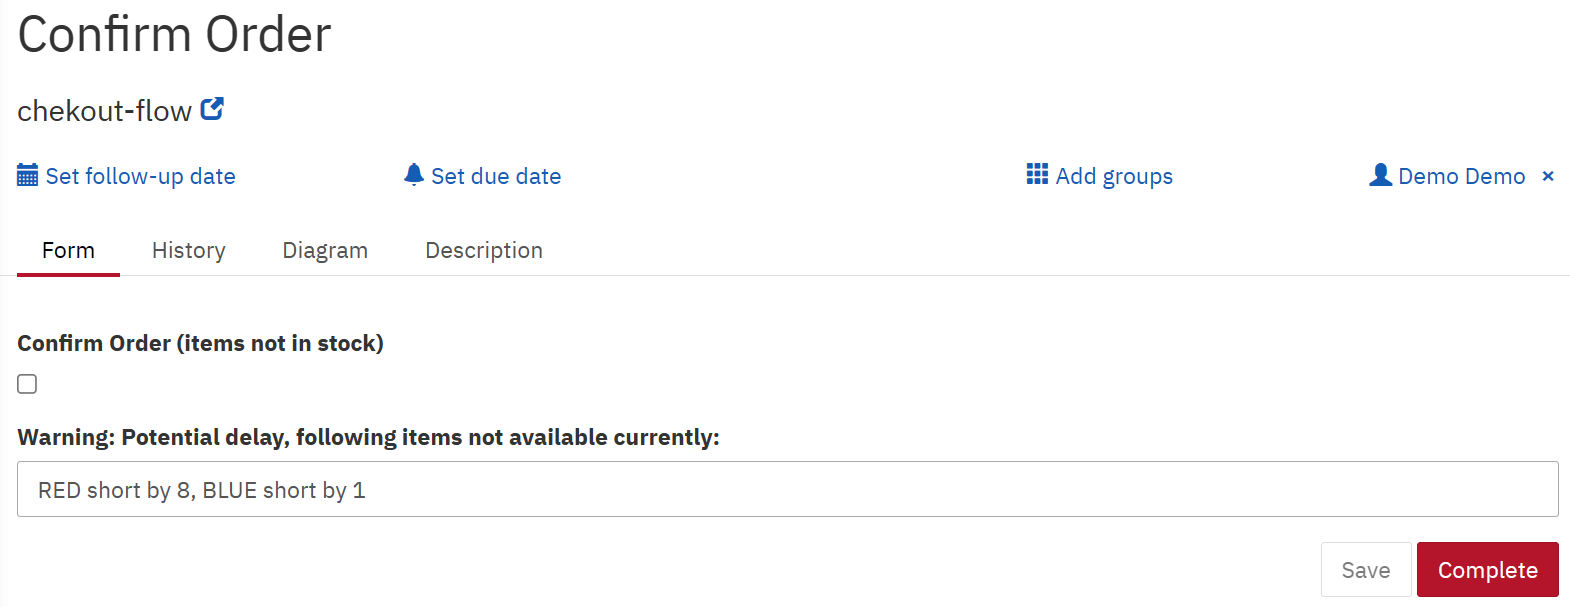 Confirm Order
chekout-flow
Set follow-up date Set due date Add groups Demo Demo ×
Form History Diagram Description
Confirm Order (items not in stock)
Warning: Potential delay, following items not available currently:
RED short by 8, BLUE short by 1
Save Complete